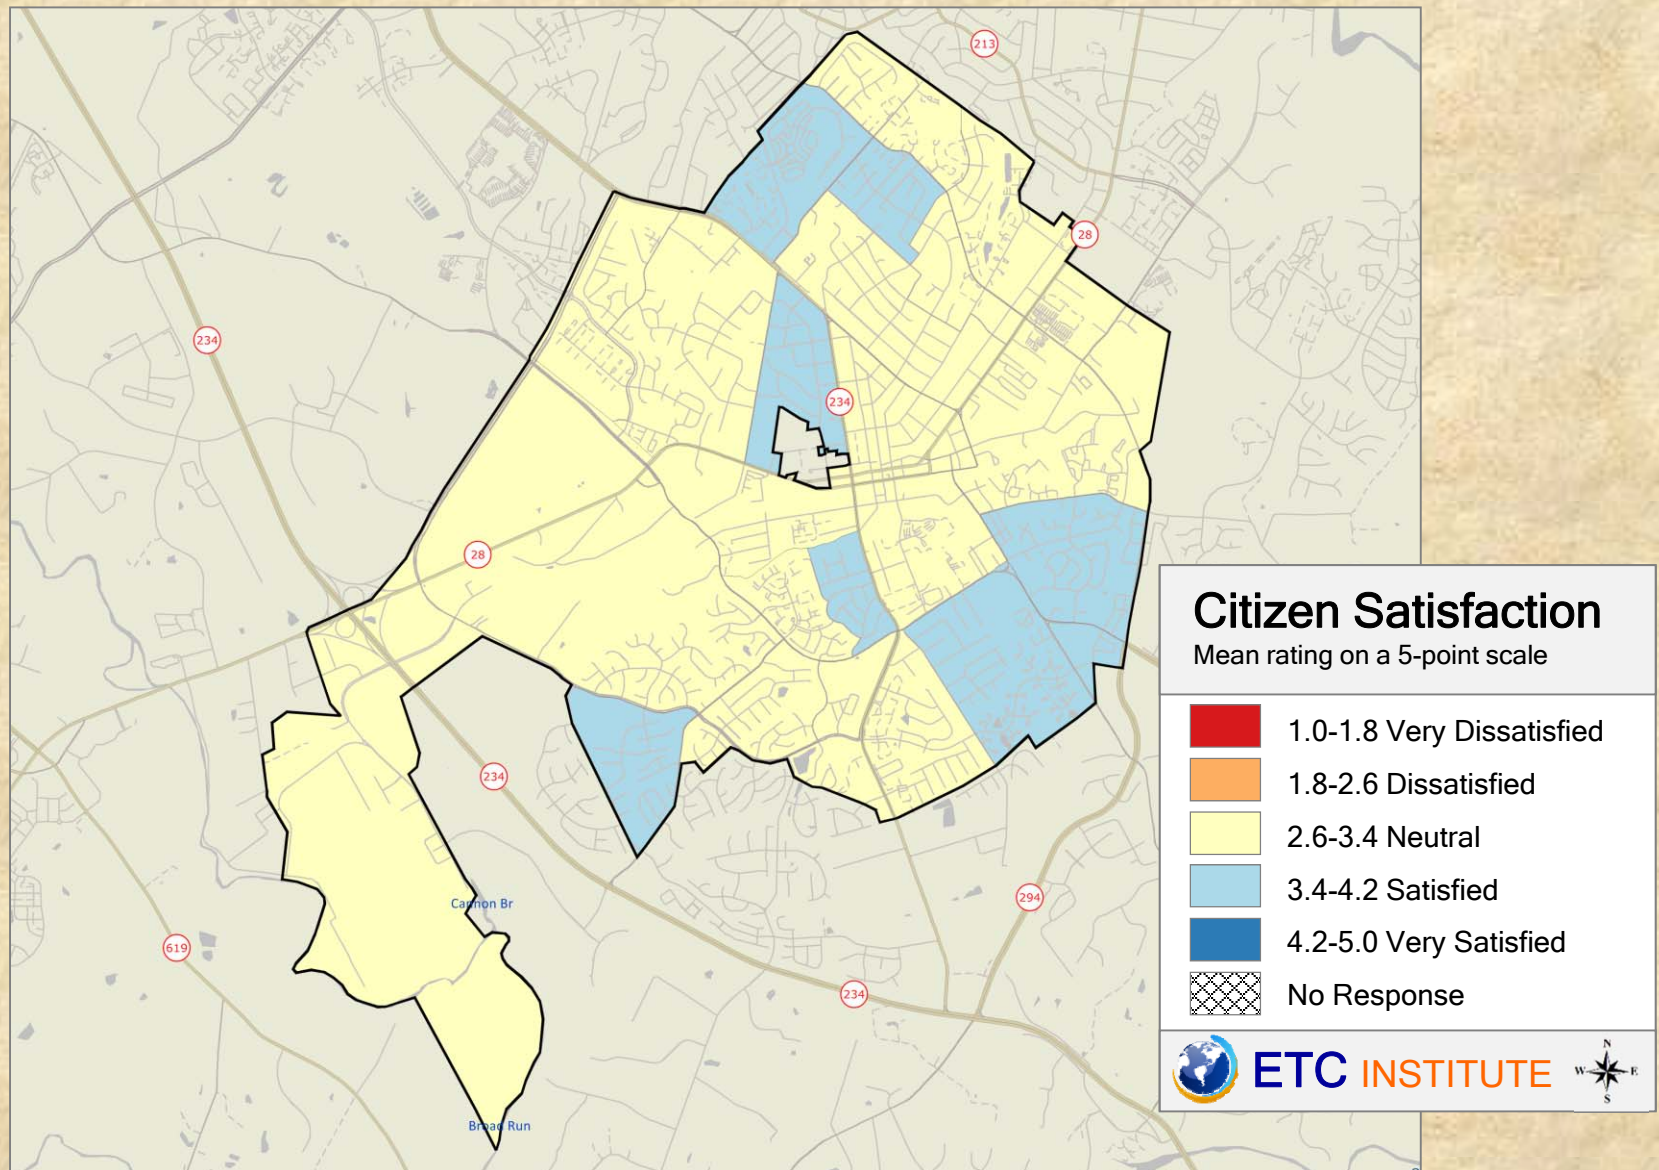 213
28
234
234
28
234
Cannon Br
294
619
234
Broad Run
Citizen Satisfaction
Mean rating on a 5-point scale
1.0-1.8 Very Dissatisfied
1.8-2.6 Dissatisfied
2.6-3.4 Neutral
3.4-4.2 Satisfied
4.2-5.0 Very Satisfied
No Response
ETC INSTITUTE
N
W E
S